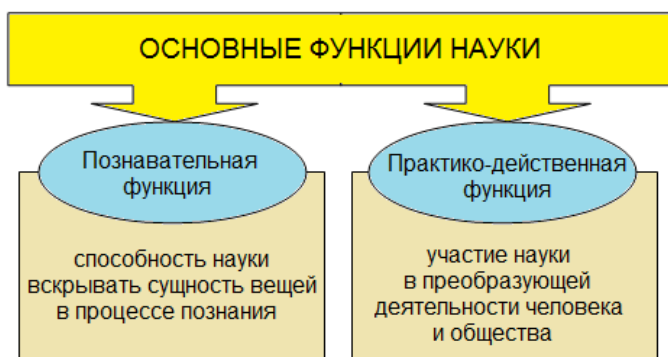 ОСНОВНЫЕ ФУНКЦИИ НАУКИ
Познавательная
функция
способность науки
вскрывать сущность вещей
в процессе познания
Практико-действенная
функция
участие науки
в преобразующей
деятельности человека
и общества